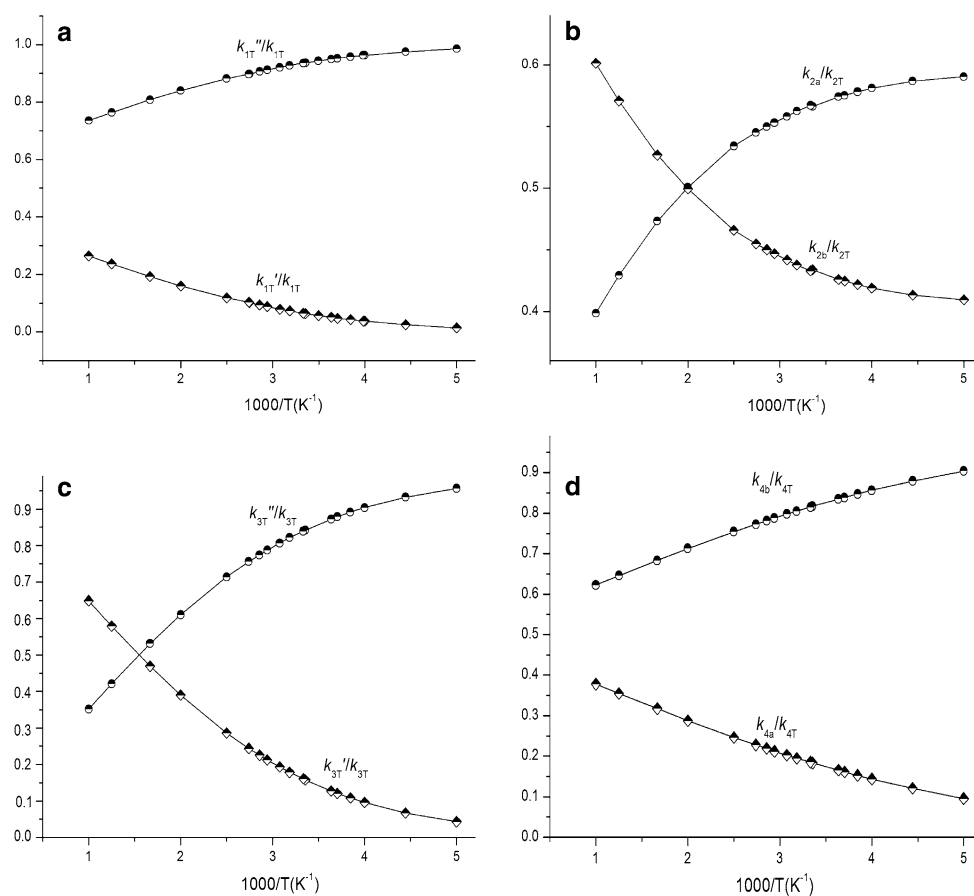 a
k1T''/k1T
k1T'/k1T
1.0
0.8
0.6
0.4
0.2
0.0
1 2 3 4 5
1000/T(K-1)
b
k2a/k2T
k2b/k2T
0.6
0.5
0.4
1 2 3 4 5
1000/T(K-1)
c
k3T''/k3T
k3T'/k3T
0.9
0.8
0.7
0.6
0.5
0.4
0.3
0.2
0.1
0.0
1 2 3 4 5
1000/T(K-1)
d
k4b/k4T
k4a/k4T
0.9
0.8
0.7
0.6
0.5
0.4
0.3
0.2
0.1
0.0
1 2 3 4 5
1000/T(K-1)